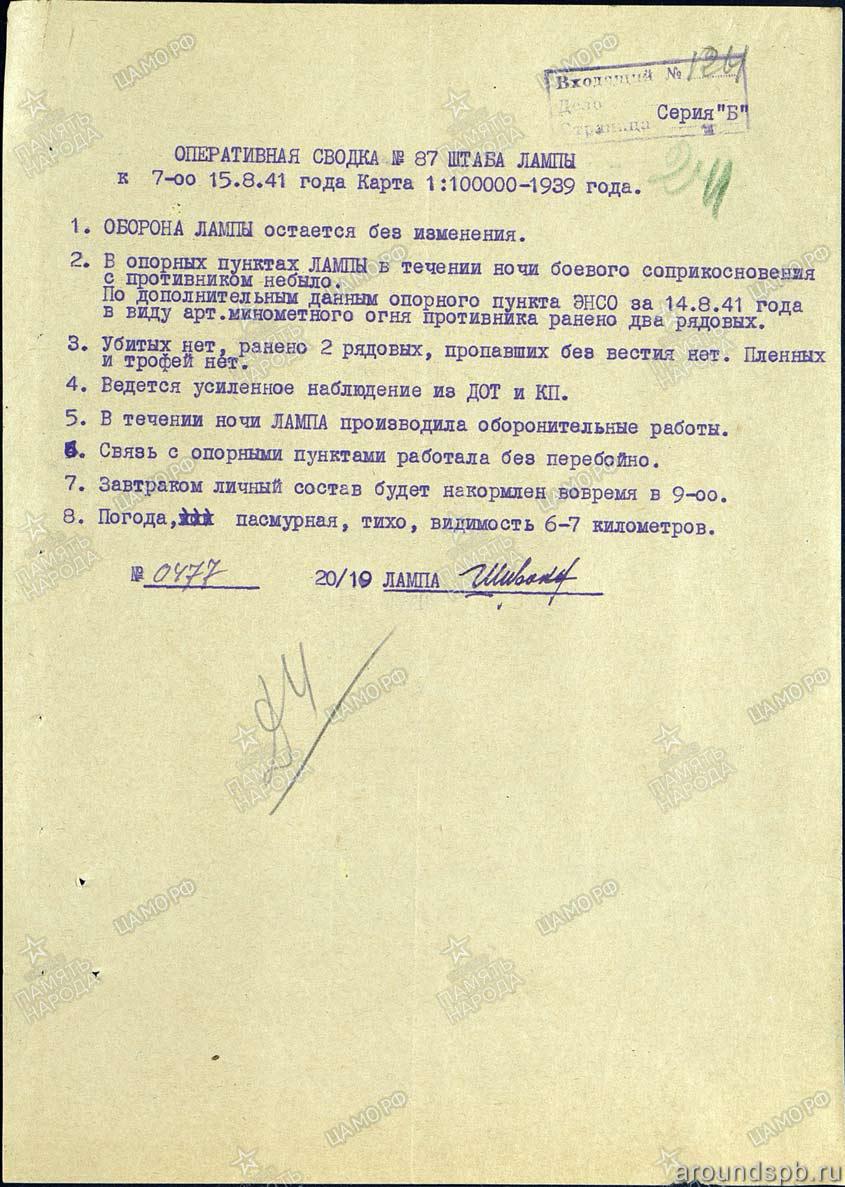 Входящий № 124
Дело
Страница Серия "Б"
24
ОПЕРАТИВНАЯ СВОДКА № 87 ШТАБА ЛАМПЫ
к 7-оо 15.8.41 года Карта 1:100000-1939 года.
1. ОБОРОНА ЛАМПЫ остается без изменения.
2. В опорных пунктах ЛАМПЫ в течении ночи боевого соприкосновения
с противником небыло.
По дополнительным данным опорного пункта ЭНСО за 14.8.41 года
в виду арт.минометного огня противника ранено два рядовых.
3. Убитых нет, ранено 2 рядовых, пропавших без вестия нет. Пленных
и трофей нет.
4. Ведется усиленное наблюдение из ДОТ и КП.
5. В течении ночи ЛАМПА производила оборонительные работы.
6. Связь с опорными пунктами работала без перебойно.
7. Завтраком личный состав будет накормлен вовремя в 9-оо.
8. Погода, пасмурная, тихо, видимость 6-7 километров.
№ 0477 20/19 ЛАМПА
24
ПАМЯТЬ НАРОДА
ЦАМО РФ
aroundspb.ru